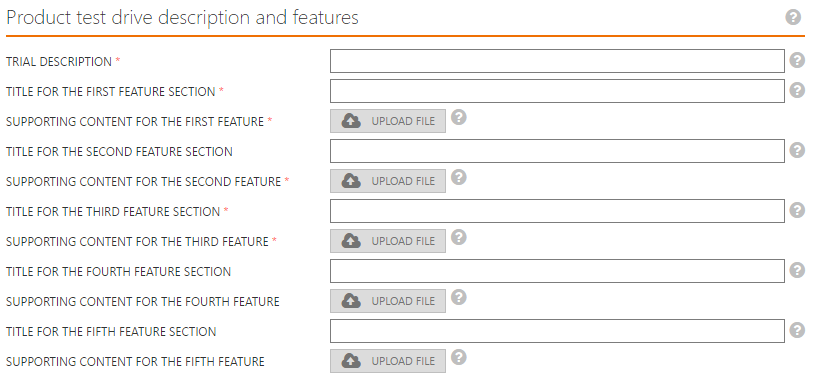 Product test drive description and features ?
TRIAL DESCRIPTION * ?
TITLE FOR THE FIRST FEATURE SECTION * ?
SUPPORTING CONTENT FOR THE FIRST FEATURE * UPLOAD FILE ?
TITLE FOR THE SECOND FEATURE SECTION ?
SUPPORTING CONTENT FOR THE SECOND FEATURE * UPLOAD FILE ?
TITLE FOR THE THIRD FEATURE SECTION * ?
SUPPORTING CONTENT FOR THE THIRD FEATURE * UPLOAD FILE ?
TITLE FOR THE FOURTH FEATURE SECTION ?
SUPPORTING CONTENT FOR THE FOURTH FEATURE UPLOAD FILE ?
TITLE FOR THE FIFTH FEATURE SECTION ?
SUPPORTING CONTENT FOR THE FIFTH FEATURE UPLOAD FILE ?